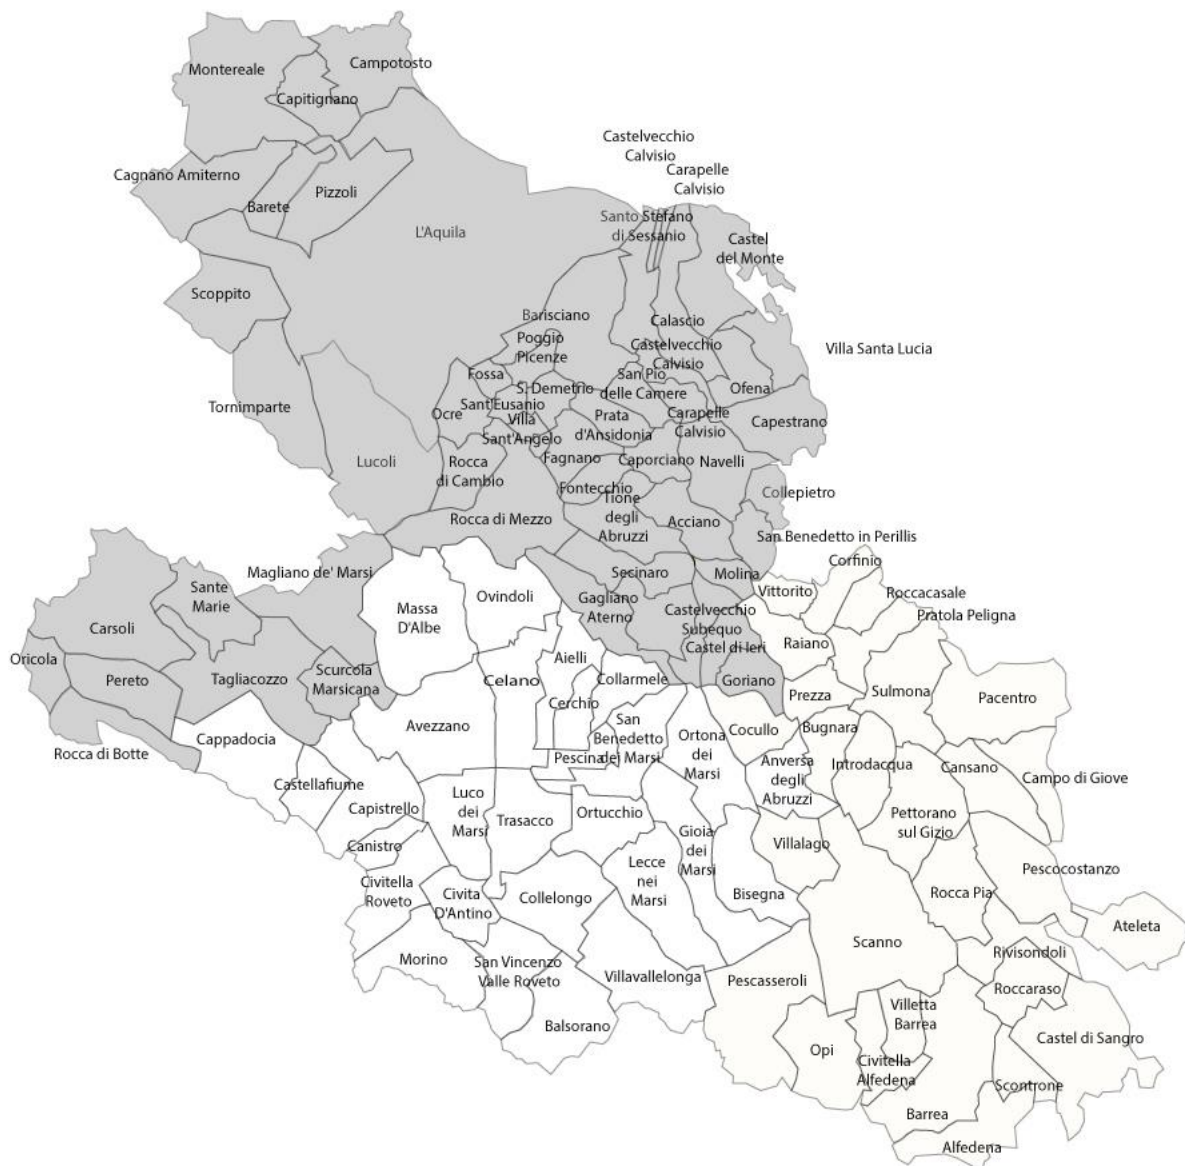 Montereale
Campotosto
Capitignano
Cagnano Amiterno
Barete
Pizzoli
L'Aquila
Castelvecchio
Calvisio
Carapelle
Calvisio
Santo Stefano
di Sessanio
Castel
del Monte
Scoppito
Barisciano
Calascio
Poggio
Picenze
Castelvecchio
Calvisio
Villa Santa Lucia
Fossa
S. Demetrio
San Pio
delle Camere
Ofena
Tornimparte
Ocre
Sant'Eusanio
Villa
Sant'Angelo
Prata
d'Ansidonia
Carapelle
Calvisio
Capestrano
Lucoli
Rocca
di Cambio
Fagnano
Caporciano
Navelli
Fontecchio
Collepietro
Rocca di Mezzo
Tione
degli
Abruzzi
Acciano
San Benedetto in Perillis
Magliano de' Marsi
Sante
Marie
Ovindoli
Secinaro
Molina
Corfinio
Massa
D'Albe
Gagliano
Aterno
Vittorito
Roccacasale
Carsoli
Castelvecchio
Subequo
Pratola Peligna
Oricola
Castel di Ieri
Raiano
Pereto
Tagliacozzo
Scurcola
Marsicana
Celano
Aielli
Collarmele
Goriano
Prezza
Sulmona
Pacentro
Cerchio
Rocca di Botte
Cappadocia
Avezzano
San
Benedetto
dei Marsi
Pescina
Ortona
dei
Marsi
Cocullo
Bugnara
Anversa
degli
Abruzzi
Introdacqua
Cansano
Campo di Giove
Castellafiume
Capistrello
Luco
dei
Marsi
Trasacco
Ortucchio
Pettorano
sul Gizio
Canistro
Gioia
dei
Marsi
Villalago
Civitella
Roveto
Civita
D'Antino
Collelongo
Lecce
nei
Marsi
Bisegna
Rocca Pia
Pescocostanzo
Ateleta
Morino
San Vincenzo
Valle Roveto
Villavallelonga
Pescasseroli
Scanno
Rivisondoli
Roccaraso
Balsorano
Opi
Villetta
Barrea
Castel di Sangro
Civitella
Alfedena
Scontrone
Barrea
Alfedena